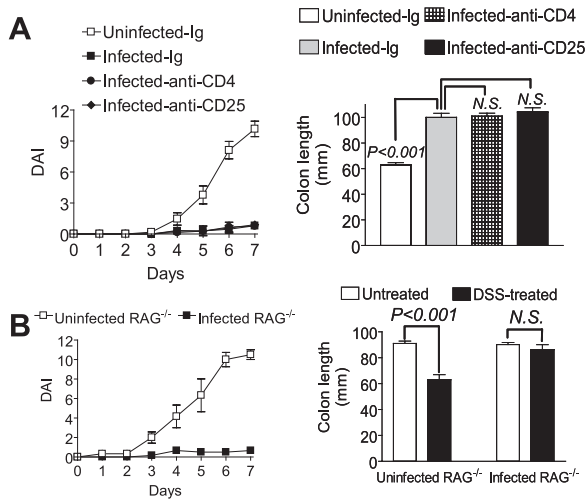 A
Uninfected-Ig
Infected-Ig
Infected-anti-CD4
Infected-anti-CD25
DAI
12
10
8
6
4
2
0
0 1 2 3 4 5 6 7
Days
Uninfected-Ig Infected-anti-CD4
Infected-Ig Infected-anti-CD25
Colon length
(mm)
100
80
60
40
20
0
P<0.001
N.S.
N.S.
B
Uninfected RAG-/- Infected RAG-/-
DAI
12
10
8
6
4
2
0
0 1 2 3 4 5 6 7
Days
Untreated DSS-treated
P<0.001 N.S.
Colon length
(mm)
100
80
60
40
20
0
Uninfected RAG-/- Infected RAG-/-